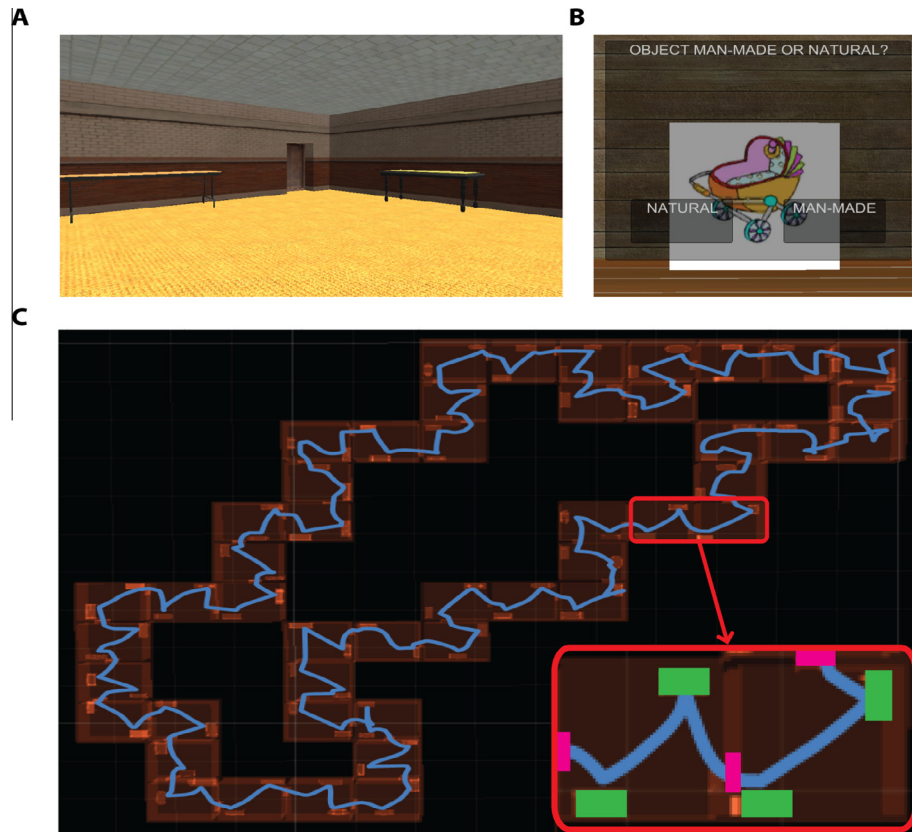 A
B
OBJECT MAN-MADE OR NATURAL?
NATURAL
MAN-MADE
C